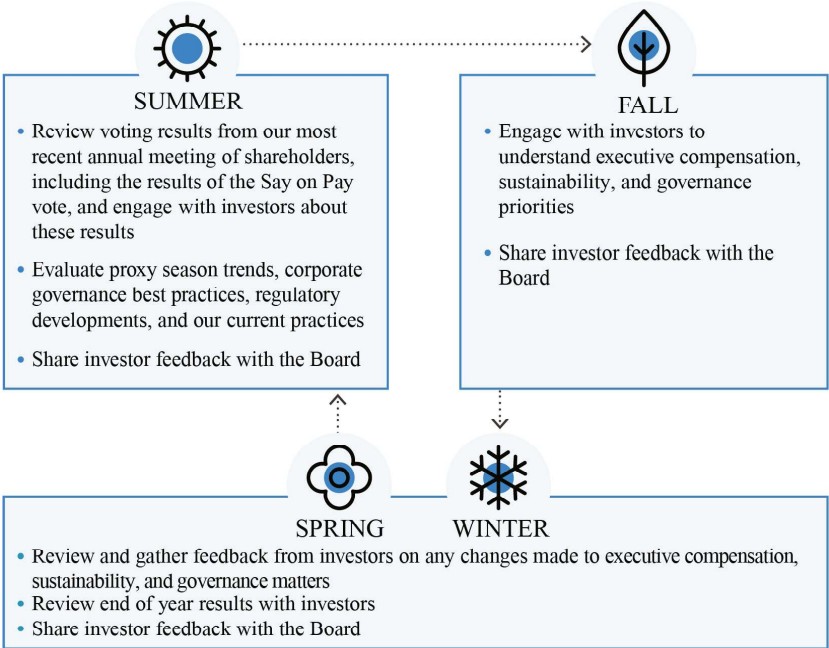 SUMMER
• Review voting results from our most
recent annual meeting of shareholders,
including the results of the Say on Pay
vote, and engage with investors about
these results
• Evaluate proxy season trends, corporate
governance best practices, regulatory
developments, and our current practices
• Share investor feedback with the Board
FALL
• Engage with investors to
understand executive compensation,
sustainability, and governance
priorities
• Share investor feedback with the
Board
SPRING
WINTER
• Review and gather feedback from investors on any changes made to executive compensation,
sustainability, and governance matters
• Review end of year results with investors
• Share investor feedback with the Board